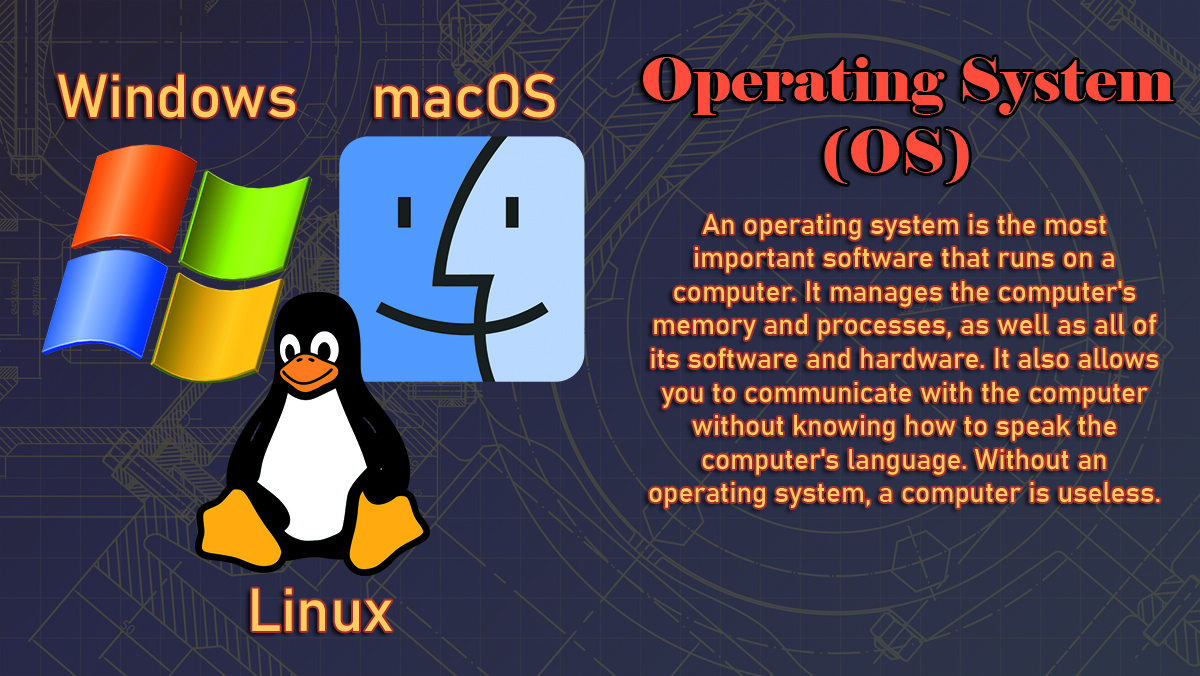 Windows
macOS
Linux
Operating System
(OS)
An operating system is the most
important software that runs on a
computer. It manages the computer's
memory and processes, as well as all of
its software and hardware. It also allows
you to communicate with the computer
without knowing how to speak the
computer's language. Without an
operating system, a computer is useless.